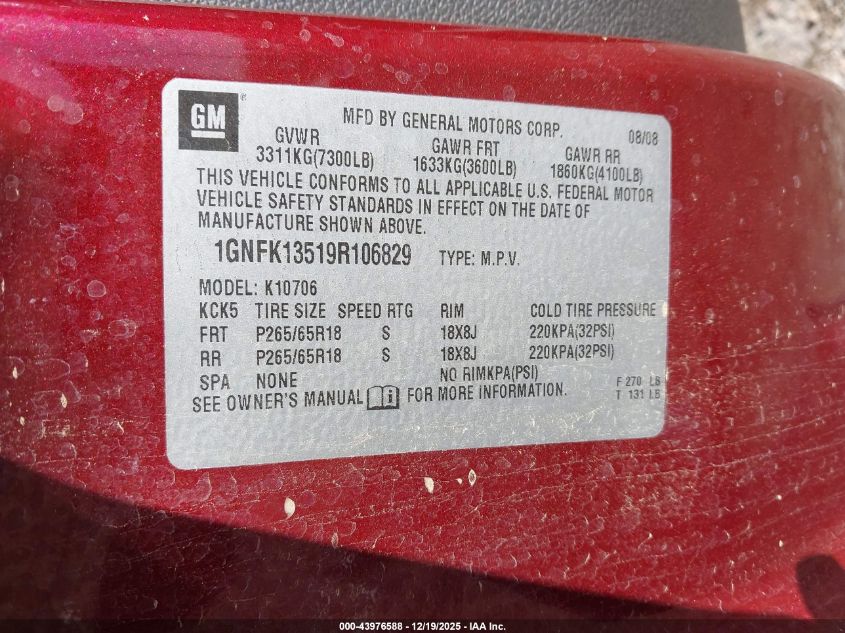 GM
MFD BY GENERAL MOTORS CORP. 08/08
GVWR GAWR FRT GAWR RR
3311KG(7300LB) 1633KG(3600LB) 1860KG(4100LB)
THIS VEHICLE CONFORMS TO ALL APPLICABLE U.S. FEDERAL MOTOR
VEHICLE SAFETY STANDARDS IN EFFECT ON THE DATE OF
MANUFACTURE SHOWN ABOVE.
1GNFK13519R106829 TYPE: M.P.V.
MODEL: K10706
KCK5 TIRE SIZE SPEED RTG RIM COLD TIRE PRESSURE
FRT P265/65R18 S 18X8J 220KPA(32PSI)
RR P265/65R18 S 18X8J 220KPA(32PSI)
SPA NONE NO RIMKPA(PSI)
SEE OWNER'S MANUAL i FOR MORE INFORMATION.
F 270 LB
T 131 LB
000-43976588 - 12/19/2025 - IAA Inc.